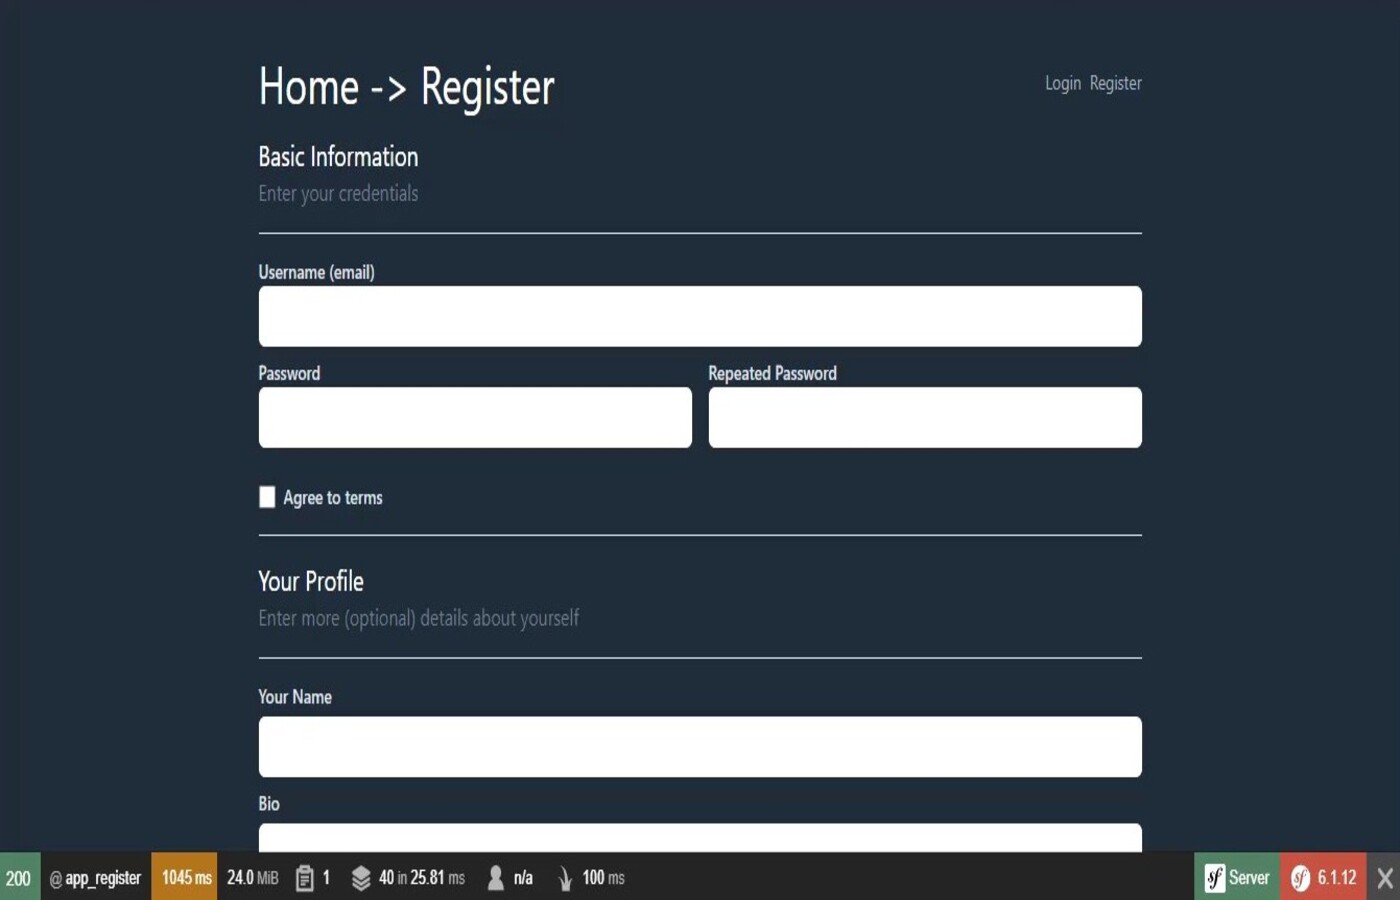 Home -> Register
Login Register
Basic Information
Enter your credentials
Username (email)
Password
Repeated Password
Agree to terms
Your Profile
Enter more (optional) details about yourself
Your Name
Bio
200 @ app_register 1045 ms 24.0 MiB 1 40 in 25.81 ms n/a 100 ms sf Server sf 6.1.12